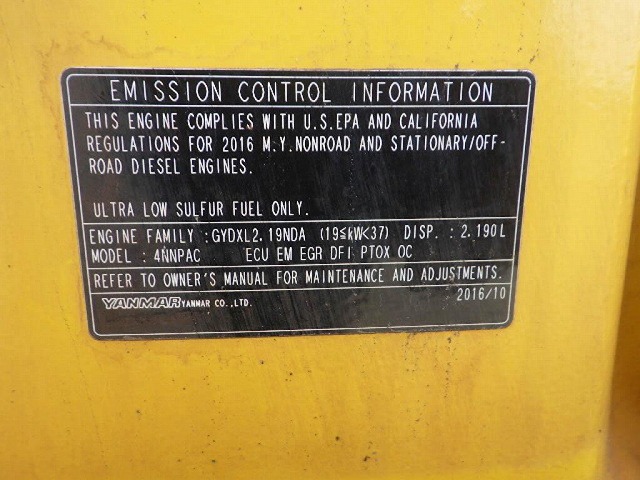 EMISSION CONTROL INFORMATION
THIS ENGINE COMPLIES WITH U.S.EPA AND CALIFORNIA
REGULATIONS FOR 2016 M.Y.NONROAD AND STATIONARY/OFF-
ROAD DIESEL ENGINES.
ULTRA LOW SULFUR FUEL ONLY.
ENGINE FAMILY :GYDXL2.19NDA (19≤kW<37) DISP. : 2.190L
MODEL : 4NNPAC ECU EM EGR DFI PTOX OC
REFER TO OWNER'S MANUAL FOR MAINTENANCE AND ADJUSTMENTS.
YANMAR YANMAR CO.,LTD. 2016/10